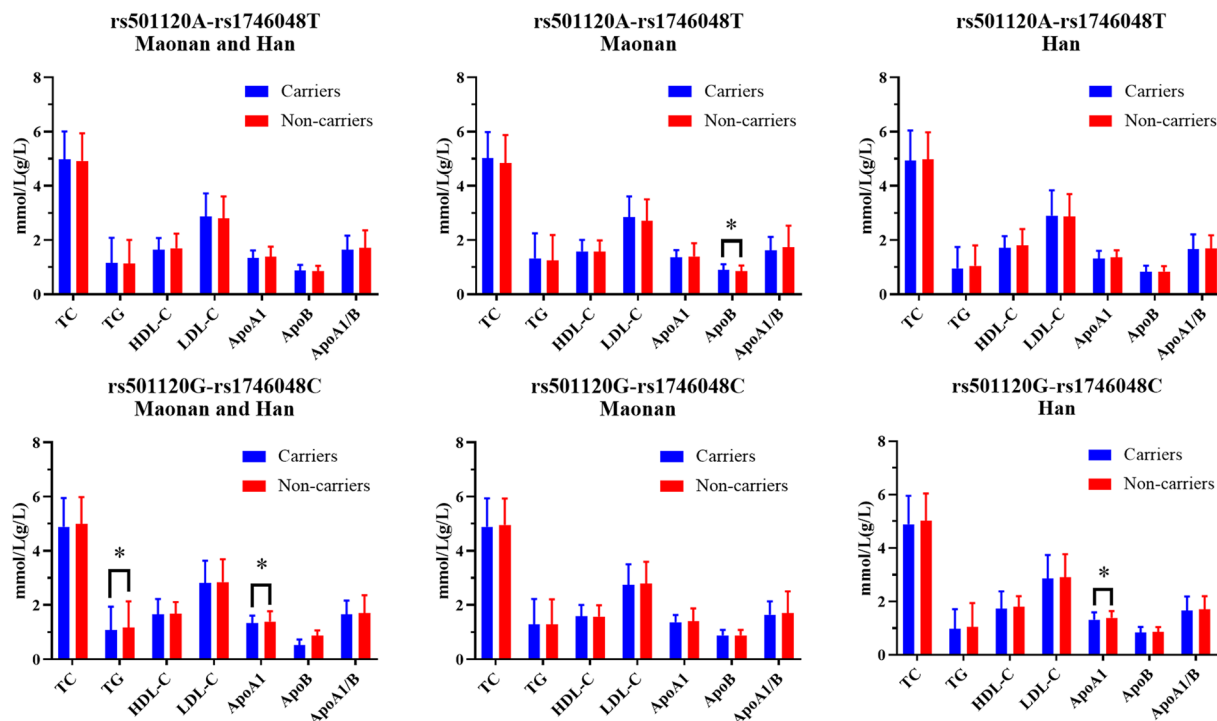 rs501120A-rs1746048T
Maonan and Han
8
6
4
2
0
mmol/L(g/L)
Carriers
Non-carriers
TC
TG
HDL-C
LDL-C
ApoA1
ApoB
ApoA1/B
rs501120A-rs1746048T
Maonan
8
6
4
2
0
mmol/L(g/L)
Carriers
Non-carriers
*
TC
TG
HDL-C
LDL-C
ApoA1
ApoB
ApoA1/B
rs501120A-rs1746048T
Han
8
6
4
2
0
mmol/L(g/L)
Carriers
Non-carriers
TC
TG
HDL-C
LDL-C
ApoA1
ApoB
ApoA1/B
rs501120G-rs1746048C
Maonan and Han
8
6
4
2
0
mmol/L(g/L)
Carriers
Non-carriers
*
*
TC
TG
HDL-C
LDL-C
ApoA1
ApoB
ApoA1/B
rs501120G-rs1746048C
Maonan
8
6
4
2
0
mmol/L(g/L)
Carriers
Non-carriers
TC
TG
HDL-C
LDL-C
ApoA1
ApoB
ApoA1/B
rs501120G-rs1746048C
Han
8
6
4
2
0
mmol/L(g/L)
Carriers
Non-carriers
*
TC
TG
HDL-C
LDL-C
ApoA1
ApoB
ApoA1/B